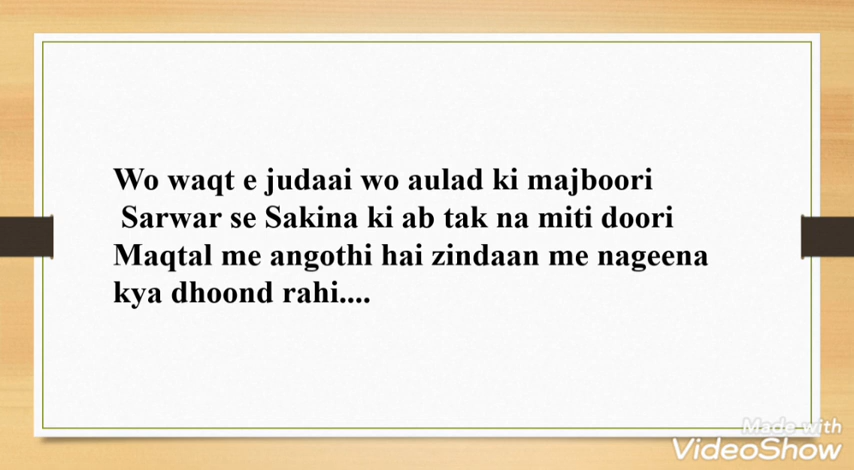 Wo waqt e judaai wo aulad ki majboori
Sarwar se Sakina ki ab tak na miti doori
Maqtal me angothi hai zindaan me nageena
kya dhoond rahi....
Made with
VideoShow